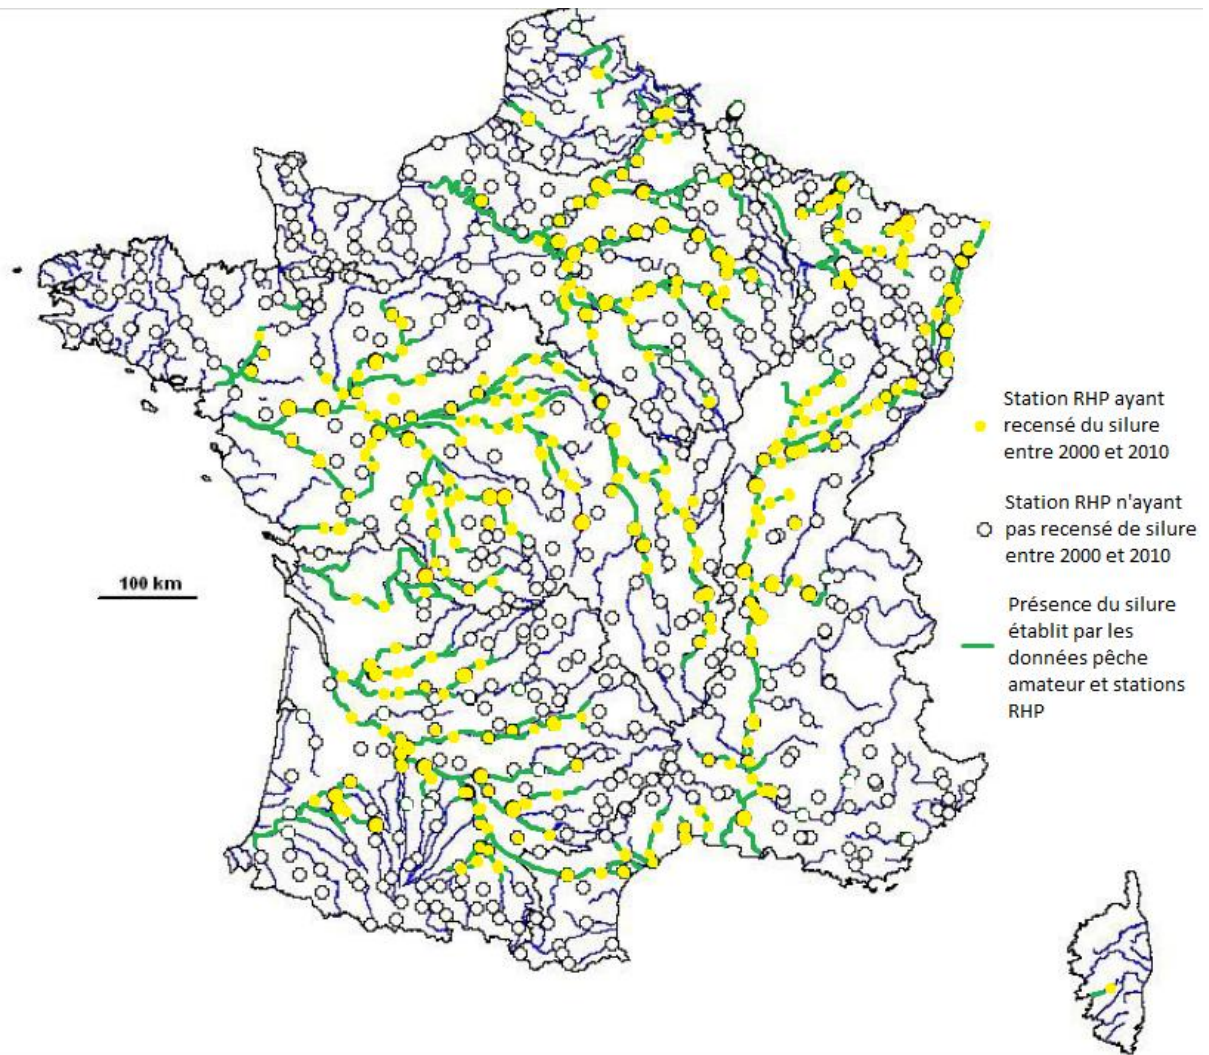 Station RHP ayant
recensé du silure
entre 2000 et 2010
Station RHP n'ayant
pas recensé de silure
entre 2000 et 2010
100 km
Présence du silure
établit par les
données pêche
amateur et stations
RHP